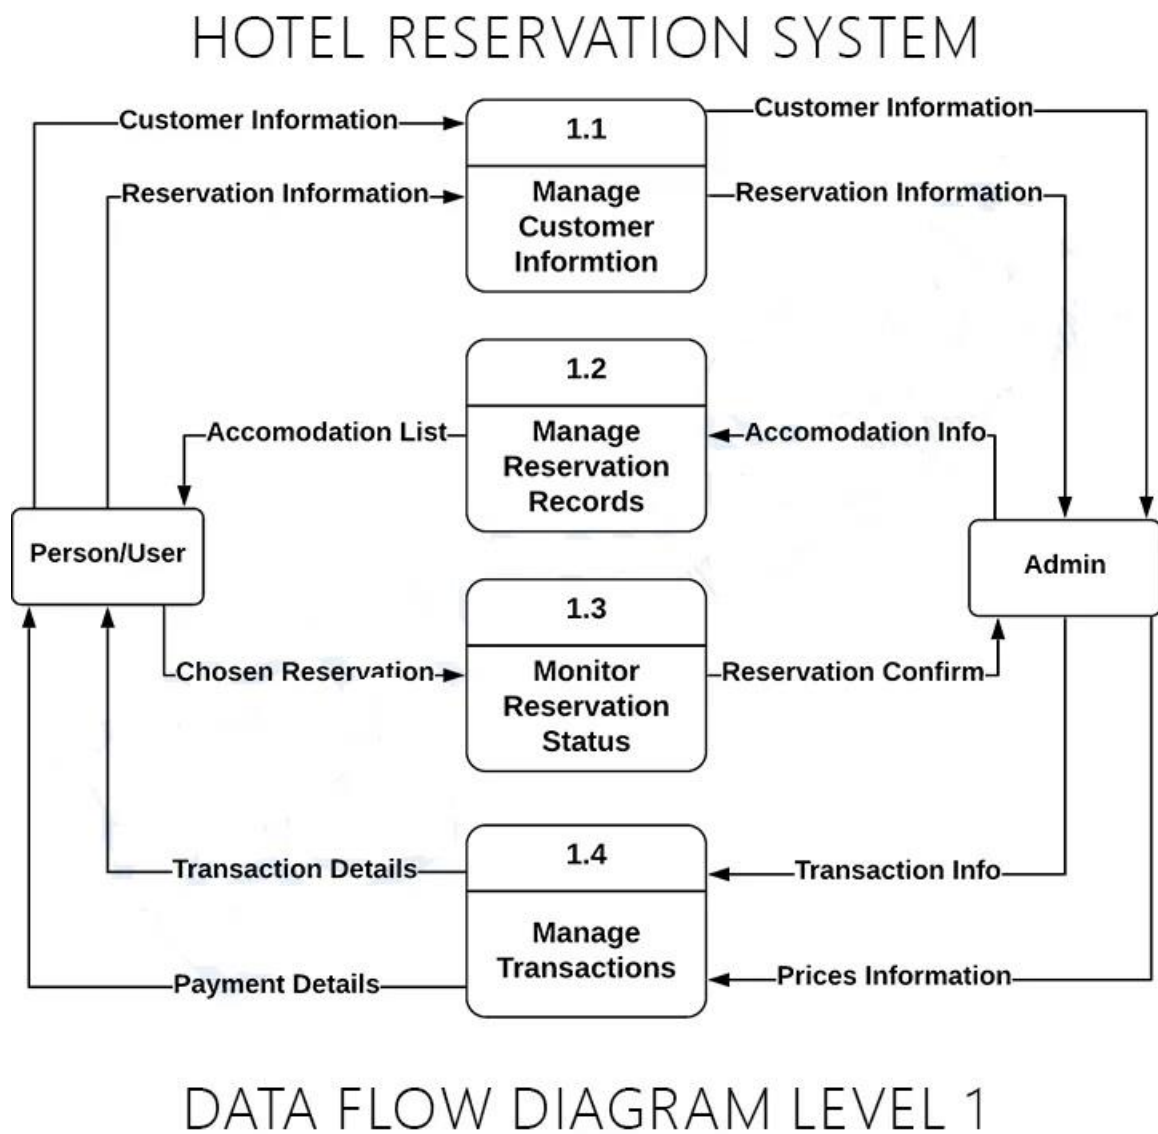 HOTEL RESERVATION SYSTEM
Customer Information
1.1
Customer Information
Reservation Information
Manage
Customer
Informtion
Reservation Information
1.2
Accomodation List
Manage
Reservation
Records
Accomodation Info
Person/User
Admin
1.3
Chosen Reservation
Monitor
Reservation
Status
Reservation Confirm
1.4
Transaction Details
Transaction Info
Manage
Transactions
Payment Details
Prices Information
DATA FLOW DIAGRAM LEVEL 1